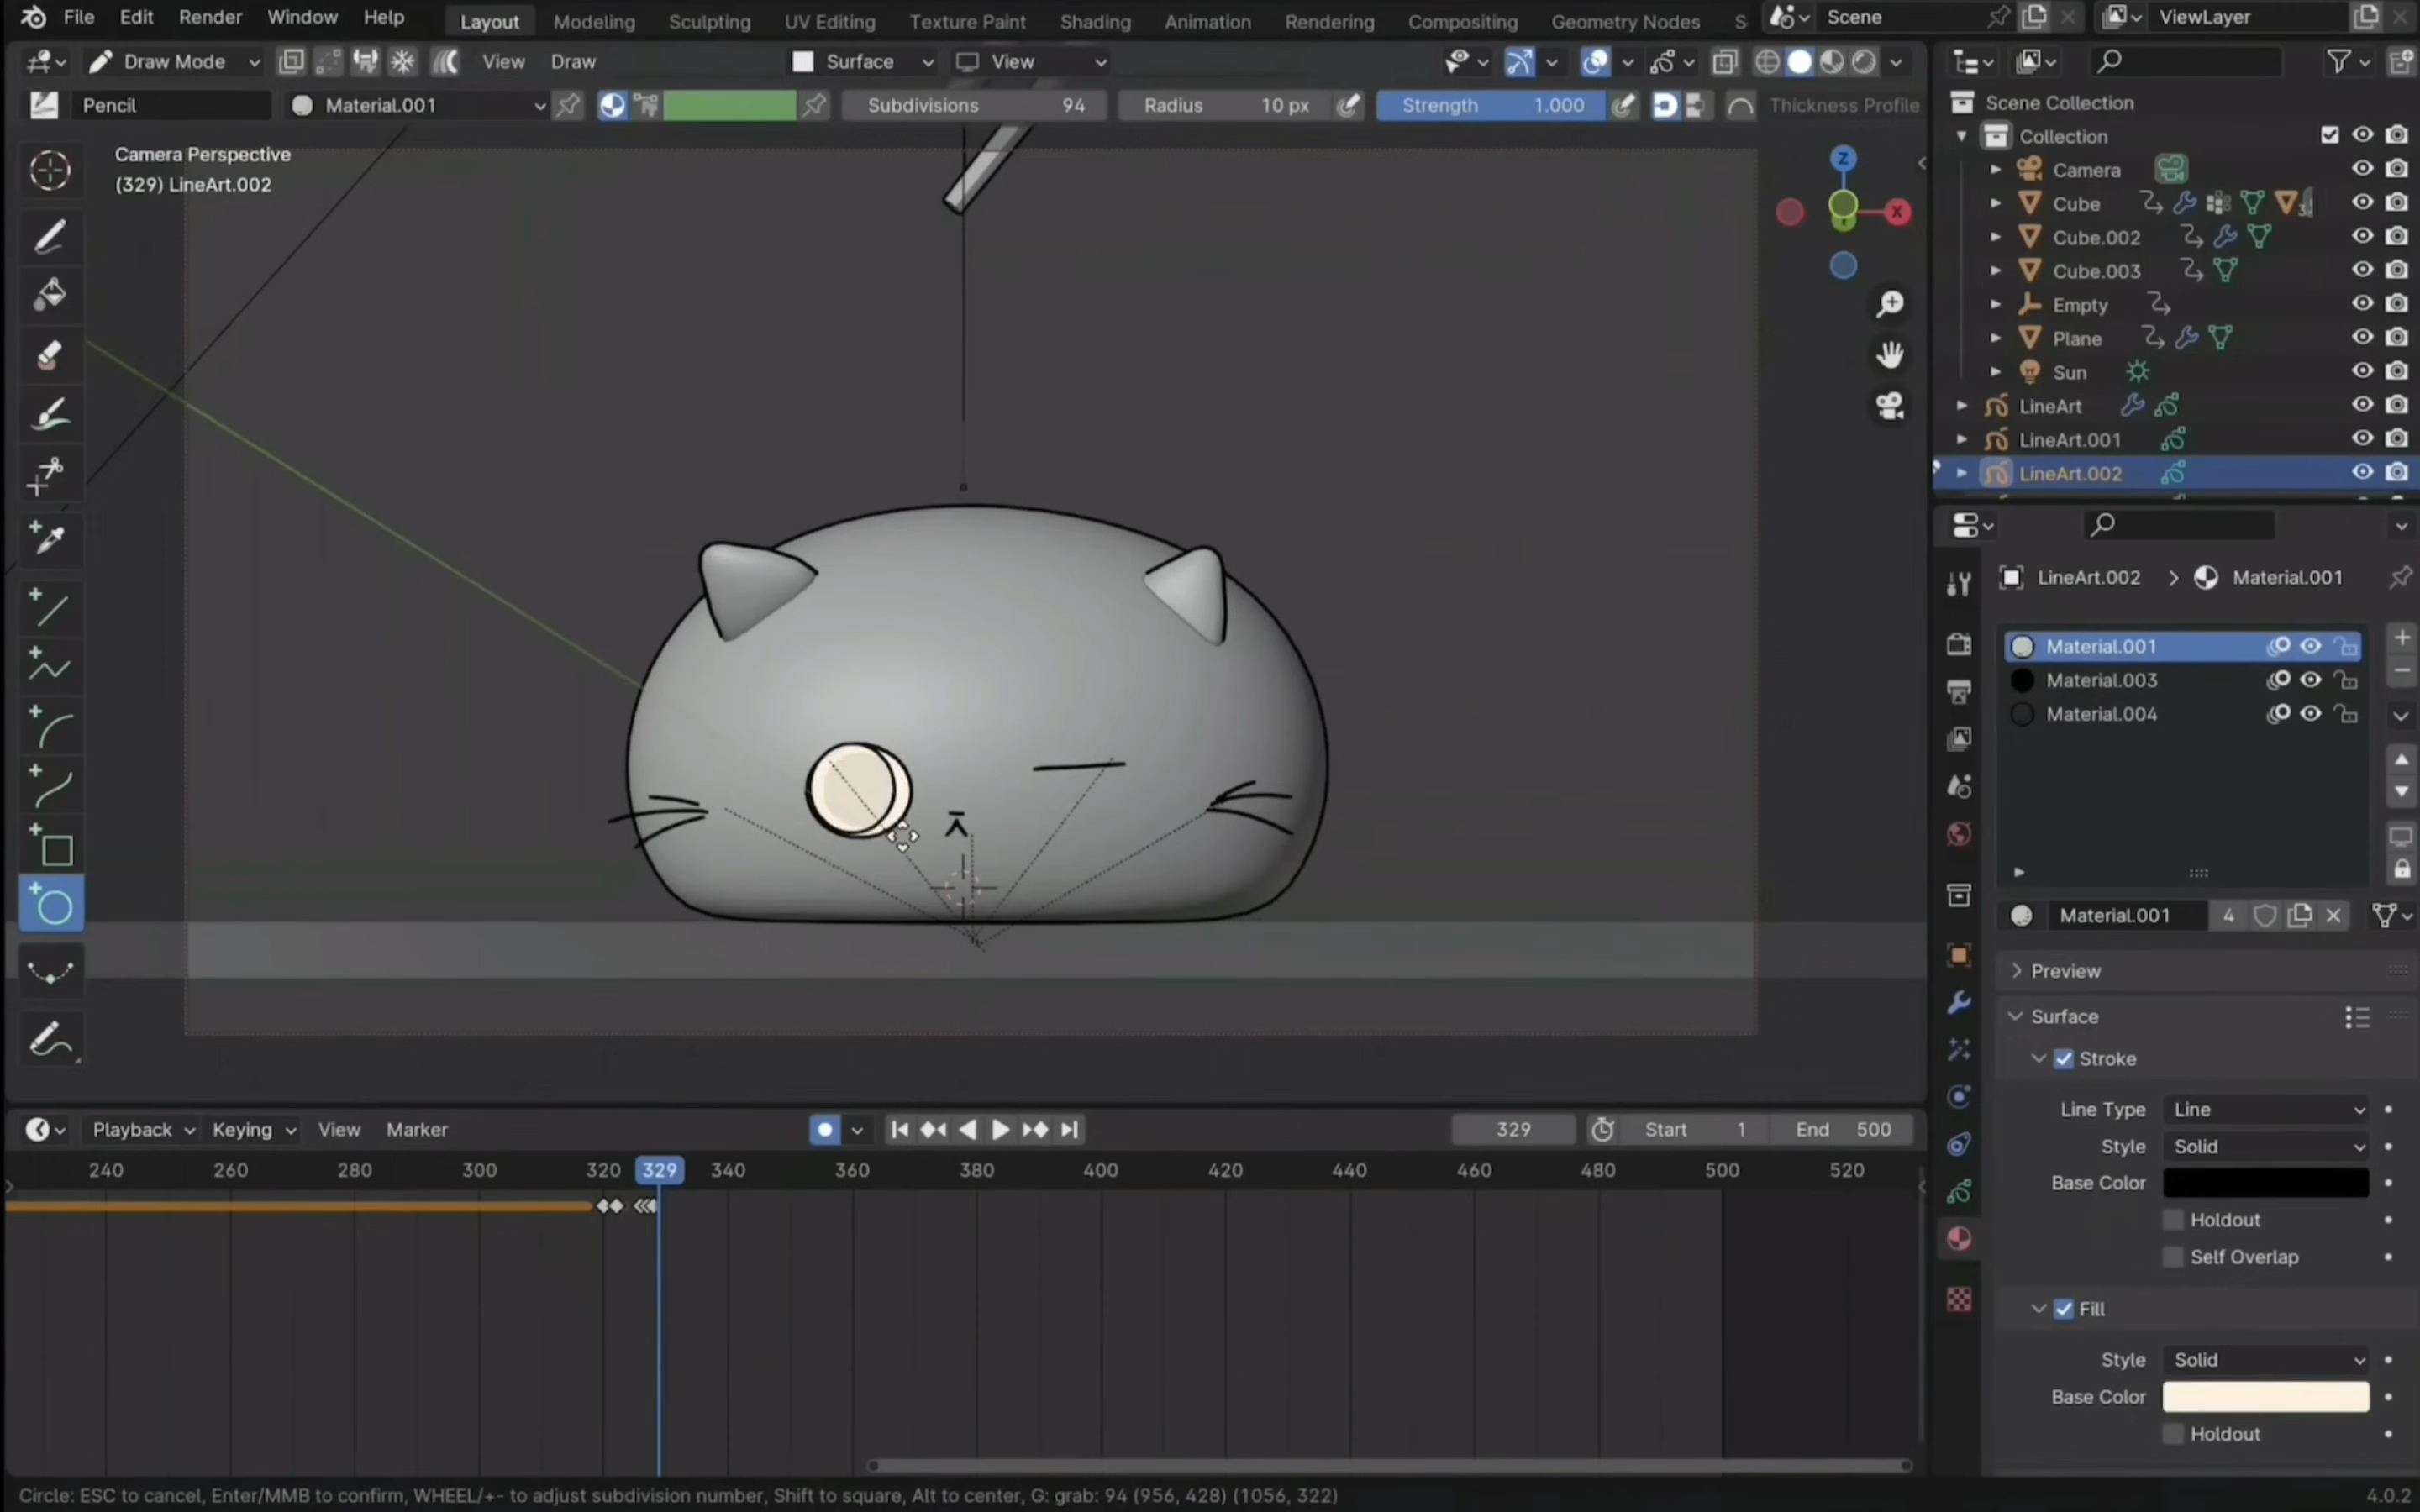 File Edit Render Window Help Layout Modeling Sculpting UV Editing Texture Paint Shading Animation Rendering Compositing Geometry Nodes S Scene ViewLayer
Draw Mode View Draw Surface View
Pencil Material.001 Subdivisions 94 Radius 10 px Strength 1.000 Thickness Profile
Camera Perspective
(329) LineArt.002
Z
X
Scene Collection
Collection
Camera
Cube
Cube.002
Cube.003
Empty
Plane
Sun
LineArt
LineArt.001
LineArt.002
LineArt.002 > Material.001
Material.001
Material.003
Material.004
Material.001 4
Preview
Surface
Stroke
Line Type Line
Style Solid
Base Color
Holdout
Self Overlap
Fill
Style Solid
Base Color
Holdout
Playback Keying View Marker 329 Start 1 End 500
240 260 280 300 320 329 340 360 380 400 420 440 460 480 500 520
Circle: ESC to cancel, Enter/MMB to confirm, WHEEL/+- to adjust subdivision number, Shift to square, Alt to center, G: grab: 94 (956, 428) (1056, 322)
4.0.2